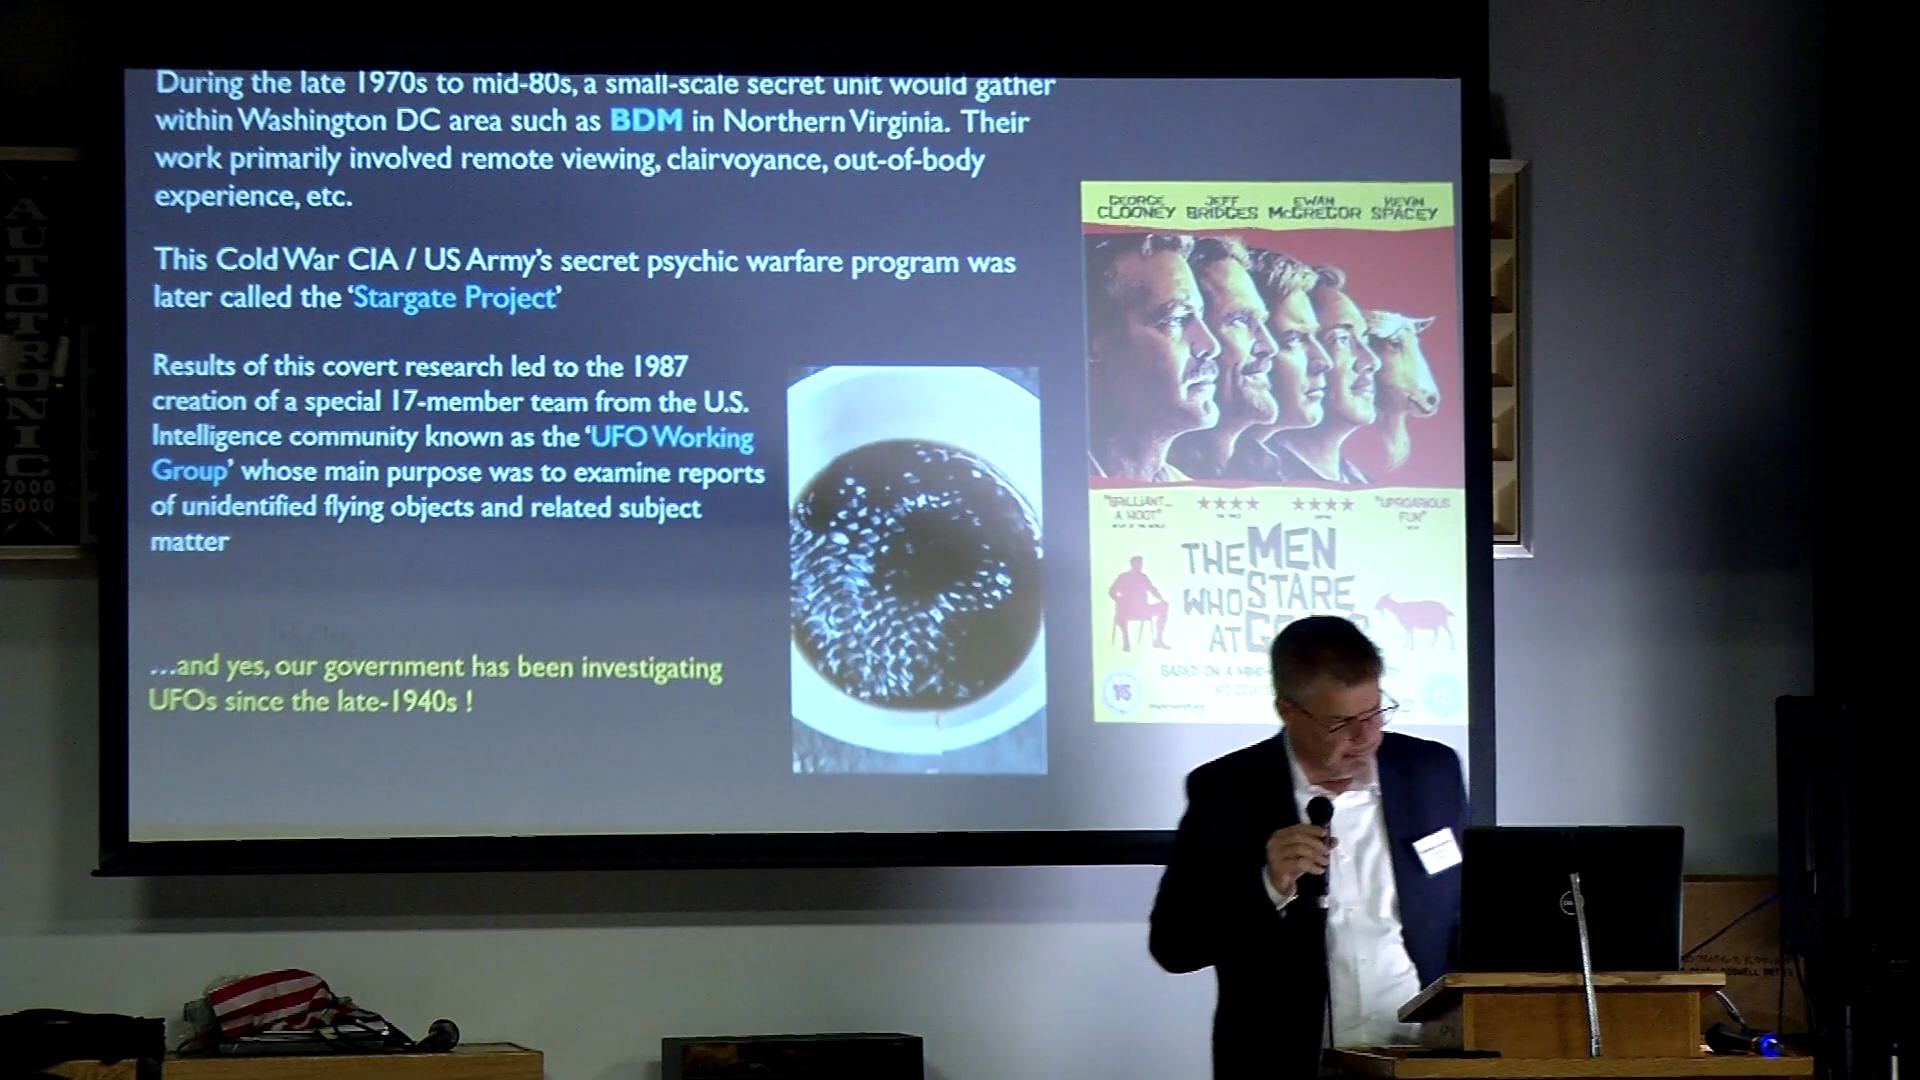 During the late 1970s to mid-80s, a small-scale secret unit would gather
within Washington DC area such as BDM in Northern Virginia. Their
work primarily involved remote viewing, clairvoyance, out-of-body
experience, etc.
This Cold War CIA / US Army's secret psychic warfare program was
later called the 'Stargate Project'
Results of this covert research led to the 1987
creation of a special 17-member team from the U.S.
Intelligence community known as the 'UFO Working
Group' whose main purpose was to examine reports
of unidentified flying objects and related subject
matter
...and yes, our government has been investigating
UFOs since the late-1940s !
GEORGE CLOONEY
JEFF BRIDGES
EWAN McGREGOR
KEVIN SPACEY
"BRILLIANT...
A HOOT"
"UPROARIOUS
FUN"
THE MEN
WHO STARE
AT
BASED ON A
15
AUTOTRONIC
7000
5000